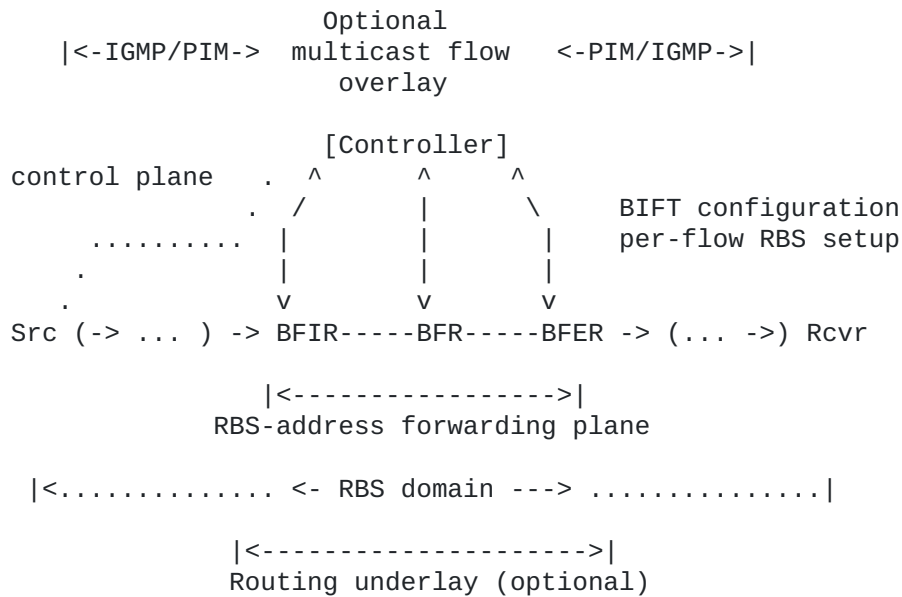 Optional
|<-IGMP/PIM-> multicast flow <-PIM/IGMP->|
overlay
[Controller]
control plane . ^ ^ ^
. / | \ BIFT configuration
.......... | | | per-flow RBS setup
. | | |
. v v v
Src (-> ... ) -> BFIR-----BFR-----BFER -> (... ->) Rcvr
|<----------------->|
RBS-address forwarding plane
|<.............. <- RBS domain ---> ...............|
|<--------------------->|
Routing underlay (optional)